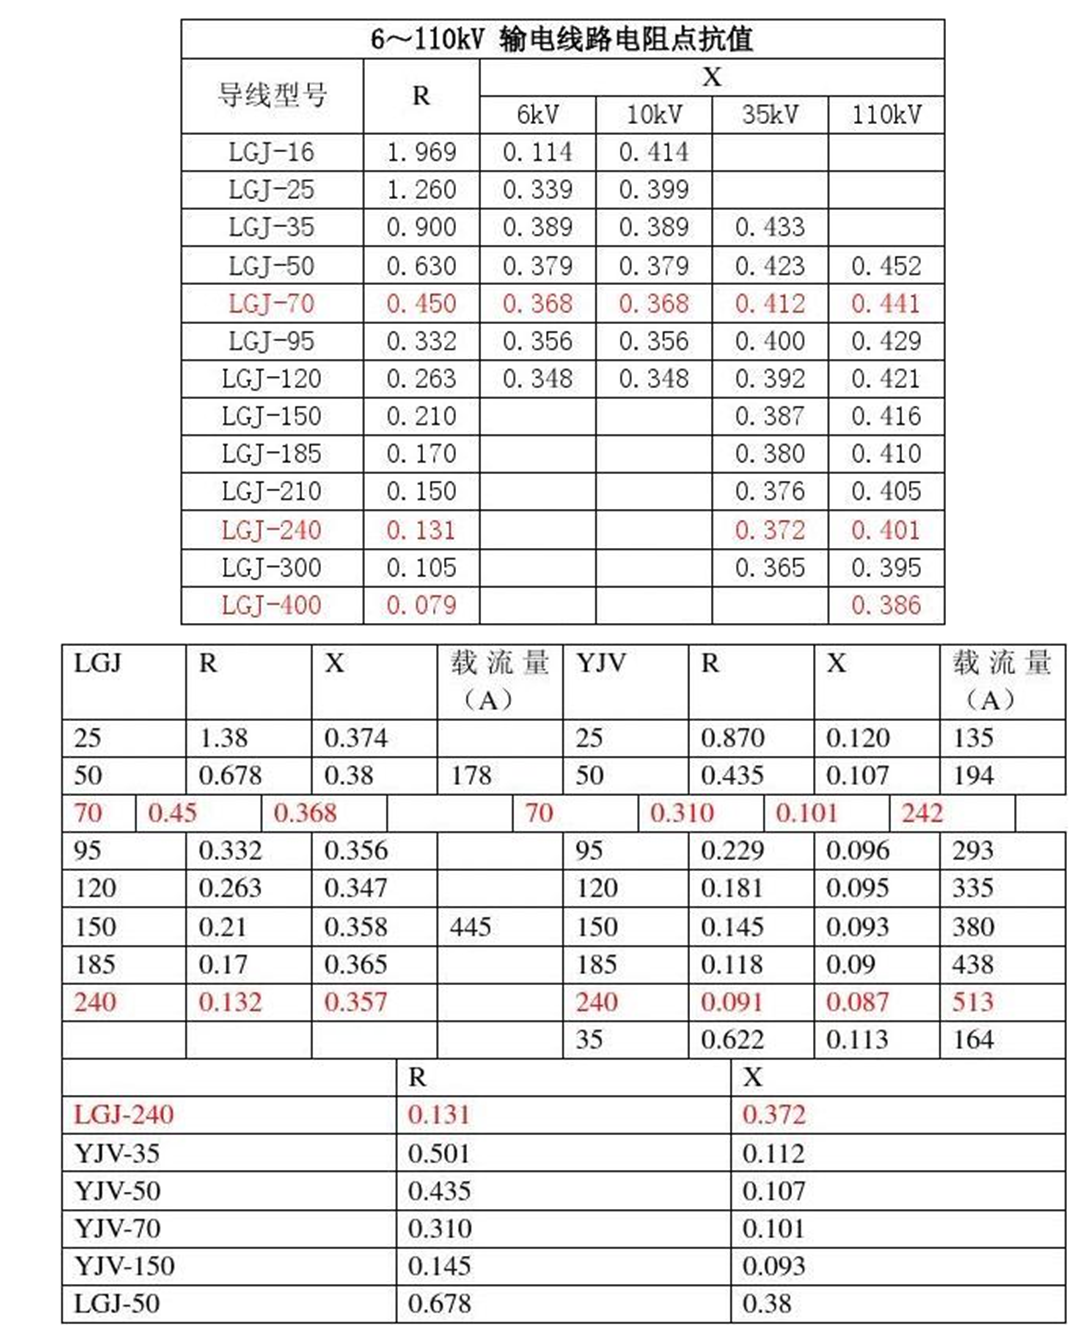 6～110kV 输电线路电阻点抗值
导线型号 R X
6kV 10kV 35kV 110kV
LGJ-16 1.969 0.114 0.414
LGJ-25 1.260 0.339 0.399
LGJ-35 0.900 0.389 0.389 0.433
LGJ-50 0.630 0.379 0.379 0.423 0.452
LGJ-70 0.450 0.368 0.368 0.412 0.441
LGJ-95 0.332 0.356 0.356 0.400 0.429
LGJ-120 0.263 0.348 0.348 0.392 0.421
LGJ-150 0.210 0.387 0.416
LGJ-185 0.170 0.380 0.410
LGJ-210 0.150 0.376 0.405
LGJ-240 0.131 0.372 0.401
LGJ-300 0.105 0.365 0.395
LGJ-400 0.079 0.386
LGJ R X 载流量（A） YJV R X 载流量（A）
25 1.38 0.374 25 0.870 0.120 135
50 0.678 0.38 178 50 0.435 0.107 194
70 0.45 0.368 70 0.310 0.101 242
95 0.332 0.356 95 0.229 0.096 293
120 0.263 0.347 120 0.181 0.095 335
150 0.21 0.358 445 150 0.145 0.093 380
185 0.17 0.365 185 0.118 0.09 438
240 0.132 0.357 240 0.091 0.087 513
35 0.622 0.113 164
R X
LGJ-240 0.131 0.372
YJV-35 0.501 0.112
YJV-50 0.435 0.107
YJV-70 0.310 0.101
YJV-150 0.145 0.093
LGJ-50 0.678 0.38